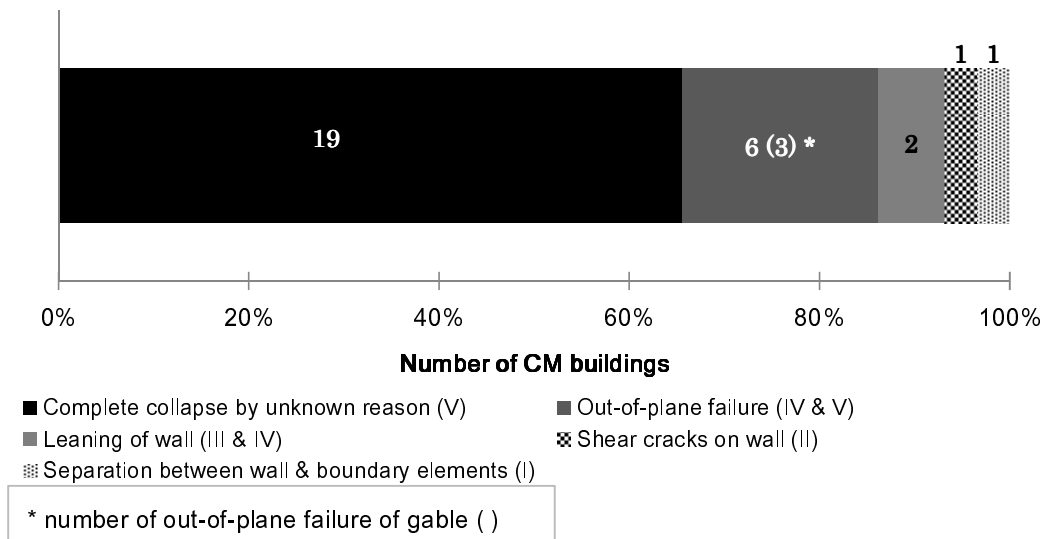 1 1
19 6 (3) * 2
0% 20% 40% 60% 80% 100%
Number of CM buildings
Complete collapse by unknown reason (V) Out-of-plane failure (IV & V)
Leaning of wall (III & IV) Shear cracks on wall (II)
Separation between wall & boundary elements (I)
* number of out-of-plane failure of gable ( )